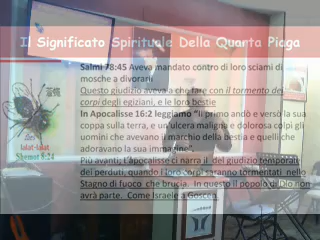 Il Significato Spirituale Della Quarta Piaga
Salmi 78:45 Aveva mandato contro di loro sciami di
mosche a divorarli
Questo giudizio aveva a che fare con il tormento dei
corpi degli egiziani, e le loro bestie
In Apocalisse 16:2 leggiamo "Il primo andò e versò la sua
coppa sulla terra, e un'ulcera maligna e dolorosa colpì gli
uomini che avevano il marchio della bestia e quelli che
adoravano la sua immagine".
Più avanti, L'apocalisse ci narra il del giudizio temporale
dei perduti, quando i loro corpi saranno tormentati nello
Stagno di fuoco che brucia. In questo il popolo di Dio non
avrà parte. Come Israele a Goscen.
lalat-lalat
Shemot 8:24